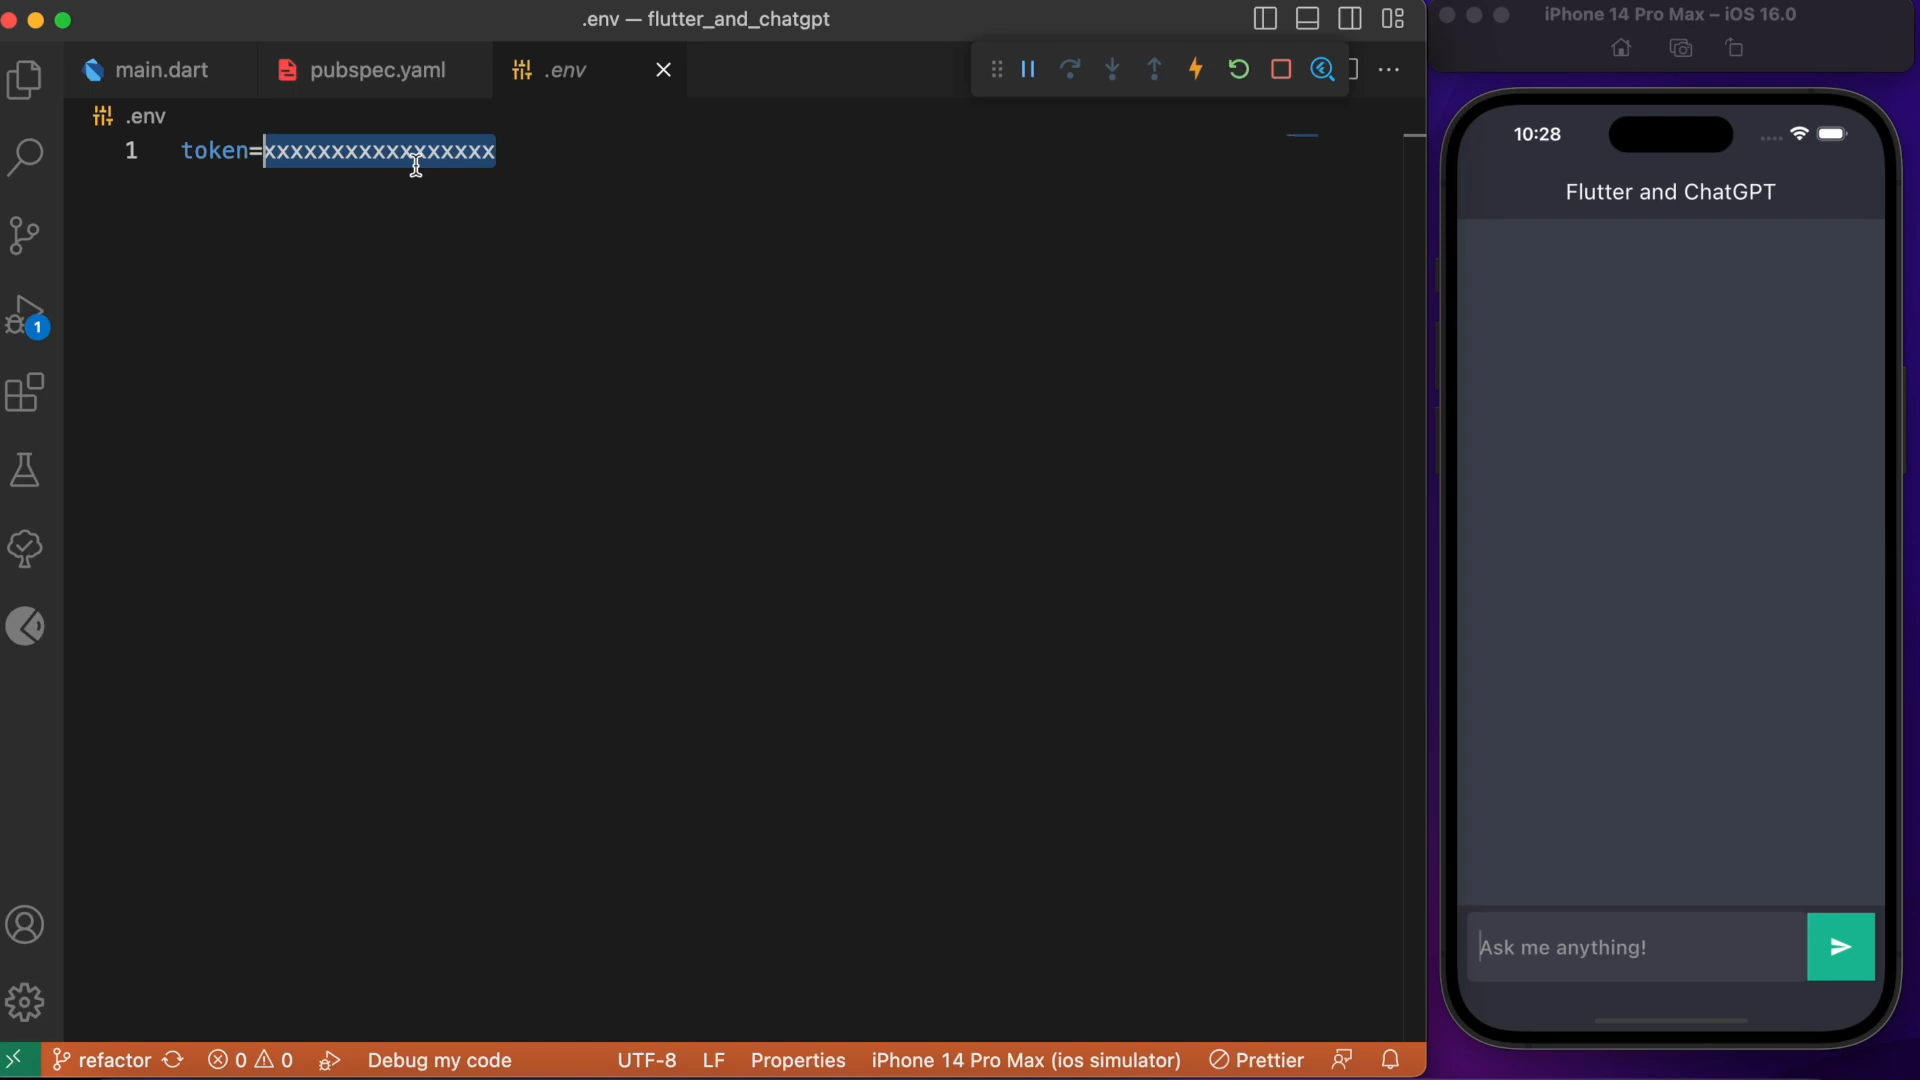 .env — flutter_and_chatgpt
main.dart
pubspec.yaml
.env
.env
1 token=xxxxxxxxxxxxxxxxx
1
refactor
0
0
Debug my code
UTF-8
LF
Properties
iPhone 14 Pro Max (ios simulator)
Prettier
iPhone 14 Pro Max – iOS 16.0
10:28
Flutter and ChatGPT
Ask me anything!